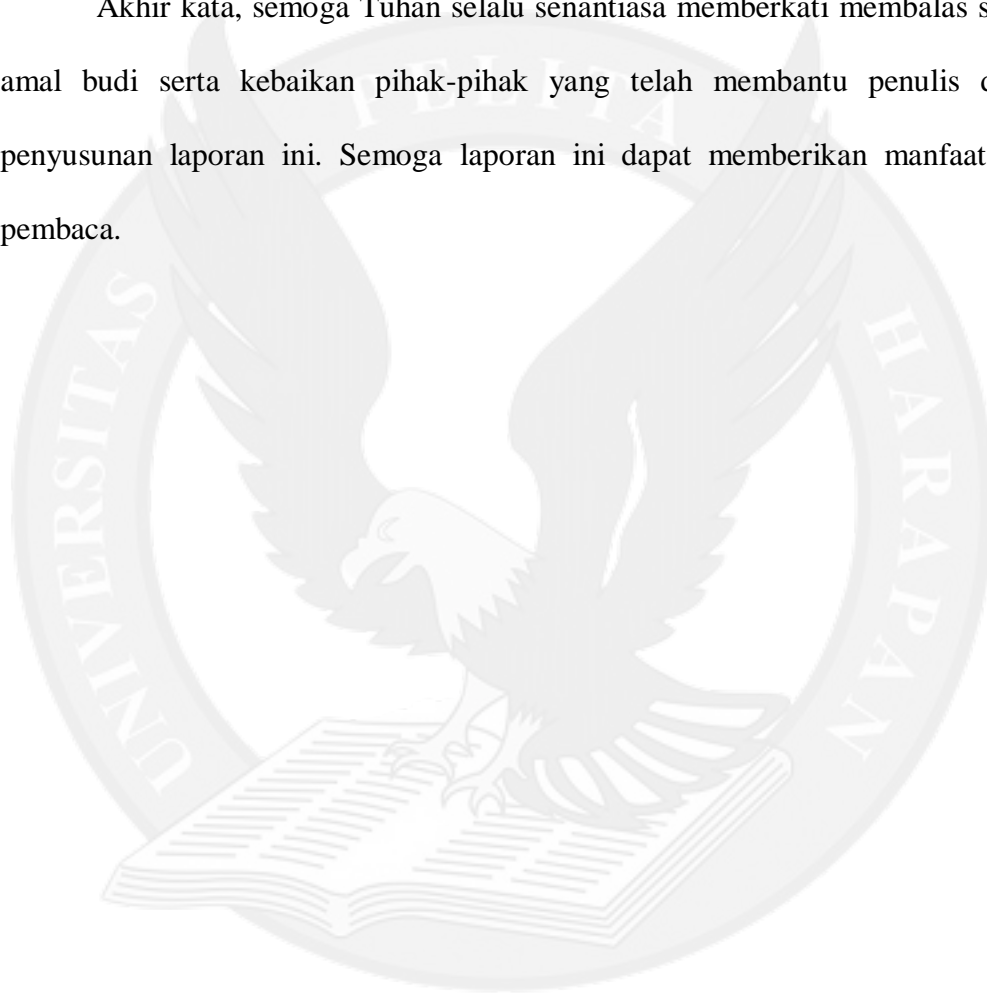 Akhir kata, semoga Tuhan selalu senantiasa memberkati membalas
amal budi serta kebaikan pihak-pihak yang telah membantu penulis
penyusunan laporan ini. Semoga laporan ini dapat memberikan manfaat
pembaca.
UNIVERSITAS PELITA HARAPAN